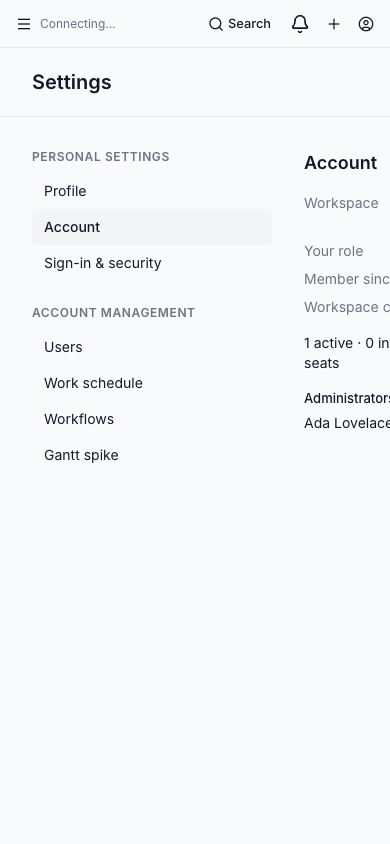 Connecting...
Search
Settings
PERSONAL SETTINGS
Profile
Account
Sign-in & security
ACCOUNT MANAGEMENT
Users
Work schedule
Workflows
Gantt spike
Account
Workspace
Your role
Member sinc
Workspace c
1 active · 0 in
seats
Administrators
Ada Lovelace